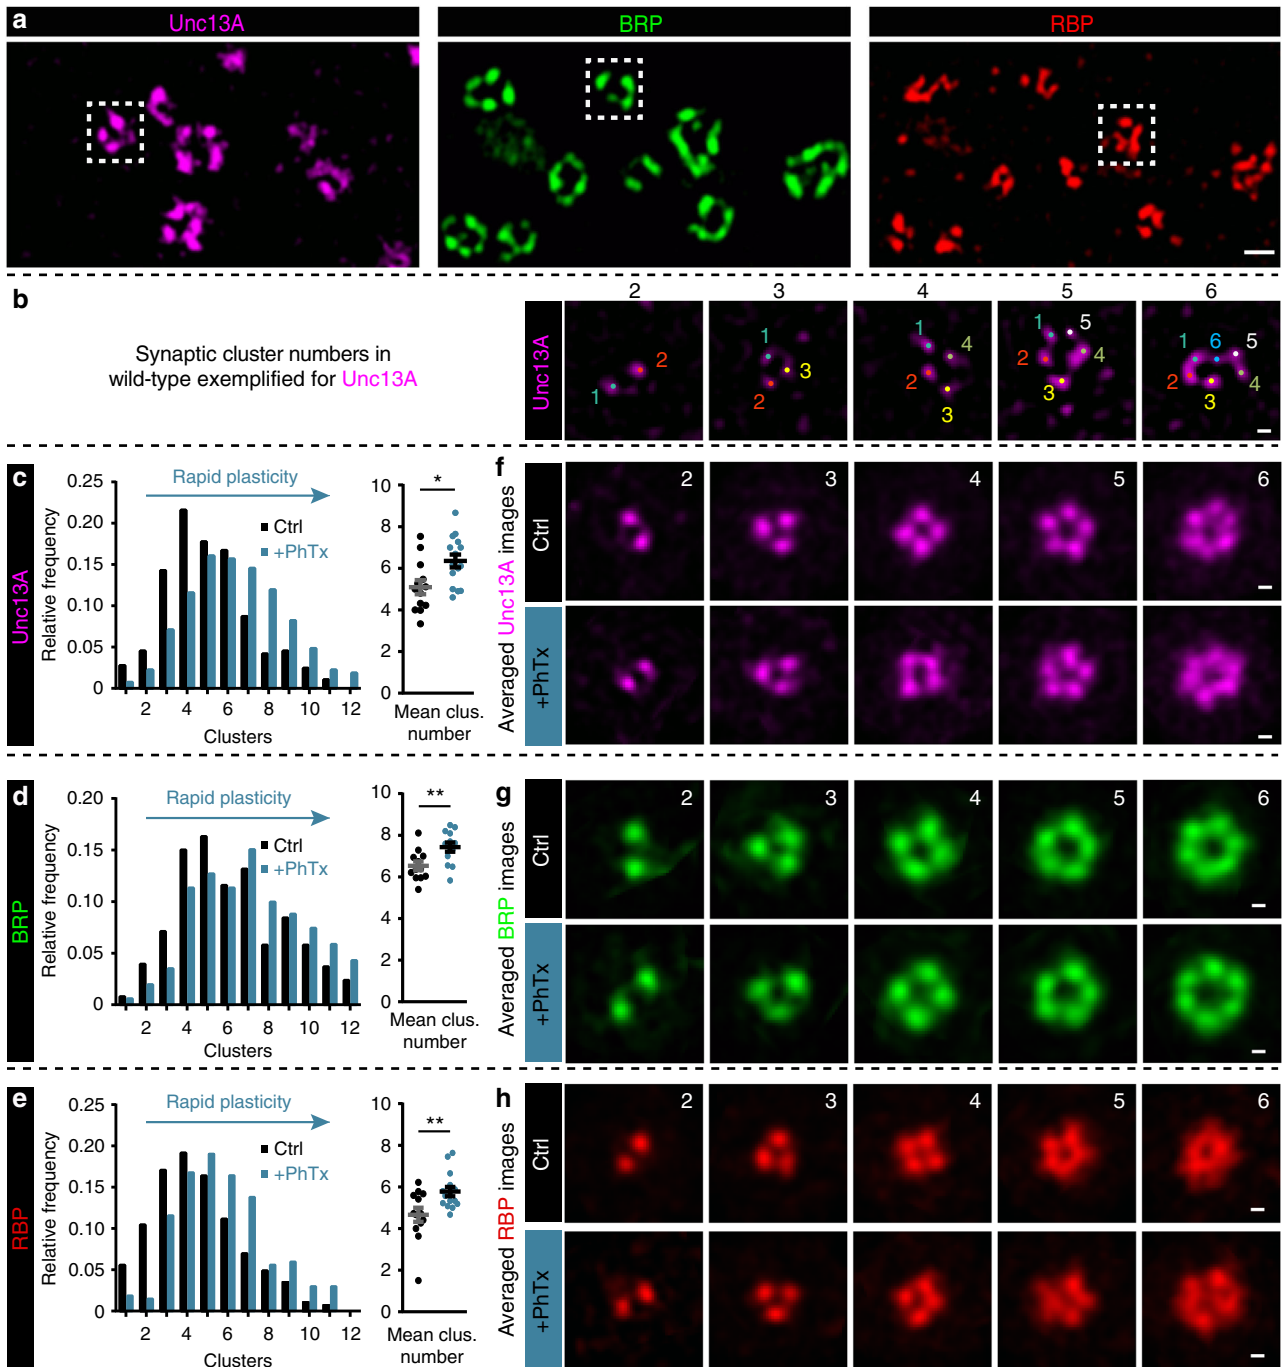 a
Unc13A
BRP
RBP
b
Synaptic cluster numbers in
wild-type exemplified for Unc13A
Unc13A
2
3
4
5
6
1
2
1
2
3
1
2
3
4
1
2
3
4
5
1
2
3
4
5
6
c
Unc13A
Relative frequency
0.25
0.20
0.15
0.10
0.05
0
Rapid plasticity
Ctrl
+PhTx
2
4
6
8
10
12
Clusters
10
8
6
4
2
0
*
Mean clus.
number
f
Averaged Unc13A images
Ctrl
2
3
4
5
6
+PhTx
d
BRP
Relative frequency
0.20
0.15
0.10
0.05
0
Rapid plasticity
Ctrl
+PhTx
2
4
6
8
10
12
Clusters
10
8
6
4
2
0
**
Mean clus.
number
g
Averaged BRP images
Ctrl
2
3
4
5
6
+PhTx
e
RBP
Relative frequency
0.25
0.20
0.15
0.10
0.05
0
Rapid plasticity
Ctrl
+PhTx
2
4
6
8
10
12
Clusters
10
8
6
4
2
0
**
Mean clus.
number
h
Averaged RBP images
Ctrl
2
3
4
5
6
+PhTx